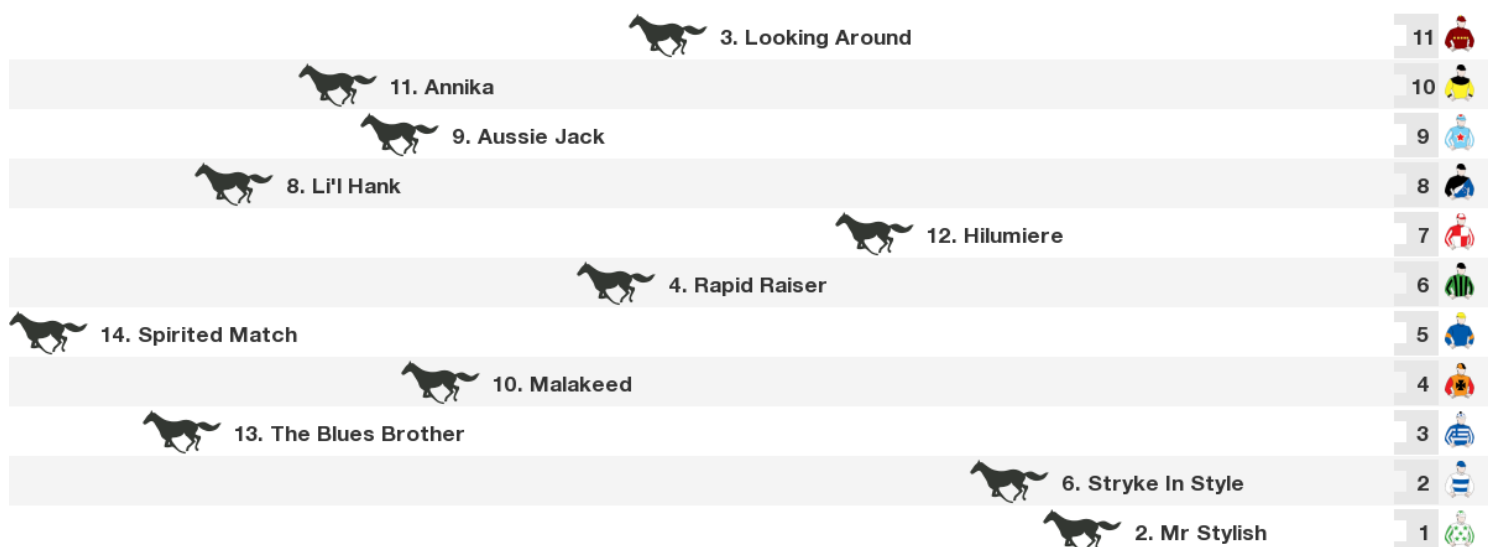 3. Looking Around 11
11. Annika 10
9. Aussie Jack 9
8. Li'l Hank 8
12. Hilumiere 7
4. Rapid Raiser 6
14. Spirited Match 5
10. Malakeed 4
13. The Blues Brother 3
6. Stryke In Style 2
2. Mr Stylish 1